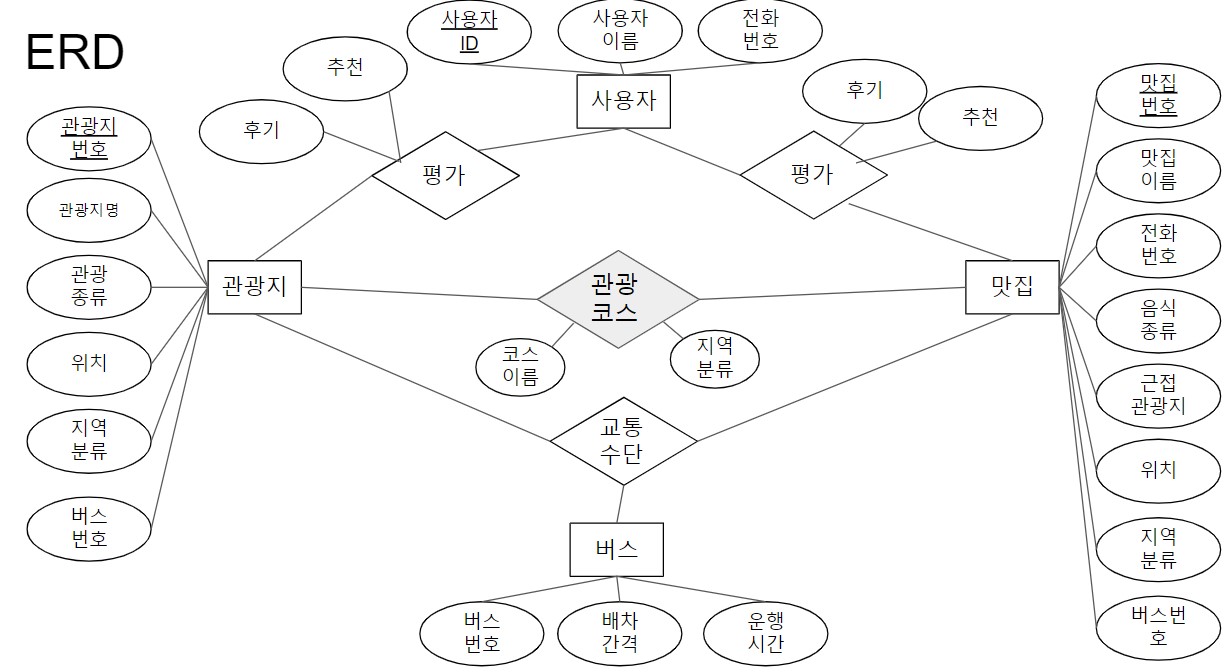 ERD
사용자
ID
사용자
이름
전화
번호
추천
후기
사용자
후기
추천
평가
평가
관광지
번호
관광지명
관광
종류
위치
지역
분류
버스
번호
관광지
관광
코스
코스
이름
지역
분류
맛집
교통
수단
버스
버스
번호
배차
간격
운행
시간
맛집
번호
맛집
이름
전화
번호
음식
종류
근접
관광지
위치
지역
분류
버스번
호